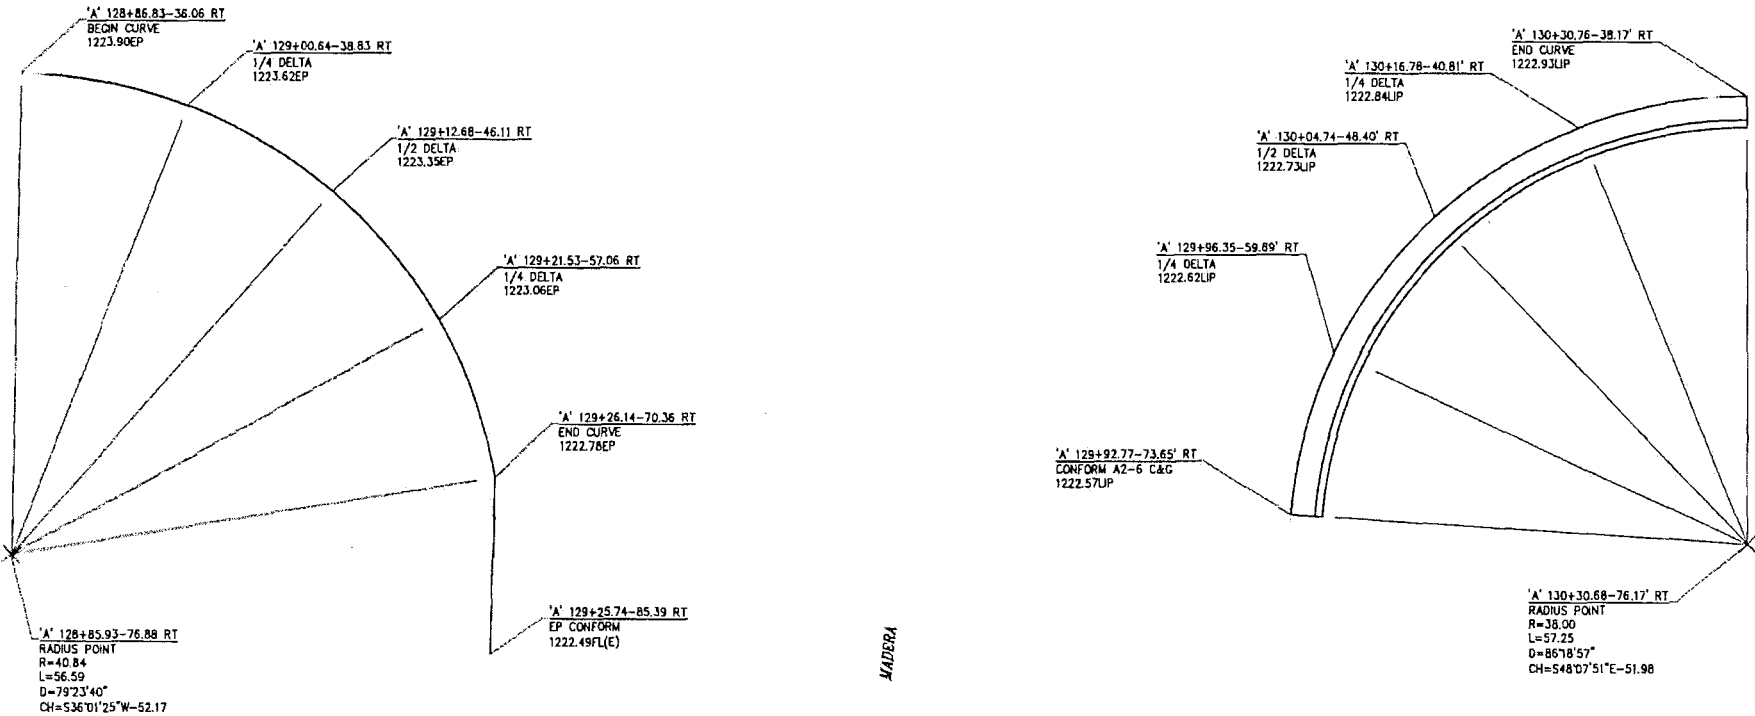 'A' 128+86.83-36.06 RT
BEGIN CURVE
1223.90EP
'A' 129+00.64-38.83 RT
1/4 DELTA
1223.62EP
'A' 129+12.68-46.11 RT
1/2 DELTA
1223.35EP
'A' 129+21.53-57.06 RT
1/4 DELTA
1223.06EP
'A' 129+26.14-70.36 RT
END CURVE
1222.78EP
'A' 129+25.74-85.39 RT
EP CONFORM
1222.49FL(E)
'A' 128+85.93-76.88 RT
RADIUS POINT
R=40.84
L=56.59
D=79°23'40"
CH=S36°01'25"W-52.17
MADERA
'A' 130+30.76-38.17' RT
END CURVE
1222.93LIP
'A' 130+16.78-40.81' RT
1/4 DELTA
1222.84LIP
'A' 130+04.74-48.40' RT
1/2 DELTA
1222.73LIP
'A' 129+96.35-59.89' RT
1/4 DELTA
1222.62LIP
'A' 129+92.77-73.65' RT
CONFORM A2-6 C&G
1222.57LIP
'A' 130+30.68-76.17' RT
RADIUS POINT
R=38.00
L=57.25
D=86°18'57"
CH=S48°07'51"E-51.98